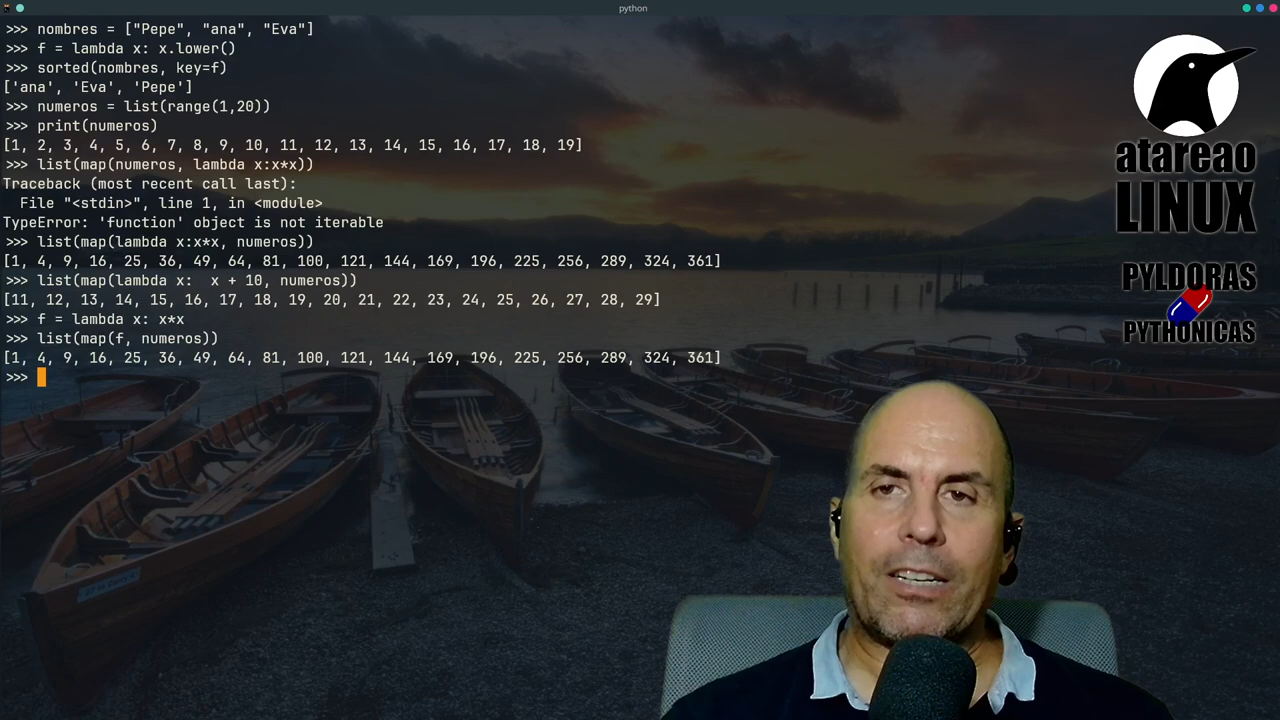 python
>>> nombres = ["Pepe", "ana", "Eva"]
>>> f = lambda x: x.lower()
>>> sorted(nombres, key=f)
['ana', 'Eva', 'Pepe']
>>> numeros = list(range(1,20))
>>> print(numeros)
[1, 2, 3, 4, 5, 6, 7, 8, 9, 10, 11, 12, 13, 14, 15, 16, 17, 18, 19]
>>> list(map(numeros, lambda x:x*x))
Traceback (most recent call last):
  File "<stdin>", line 1, in <module>
TypeError: 'function' object is not iterable
>>> list(map(lambda x:x*x, numeros))
[1, 4, 9, 16, 25, 36, 49, 64, 81, 100, 121, 144, 169, 196, 225, 256, 289, 324, 361]
>>> list(map(lambda x:  x + 10, numeros))
[11, 12, 13, 14, 15, 16, 17, 18, 19, 20, 21, 22, 23, 24, 25, 26, 27, 28, 29]
>>> f = lambda x: x*x
>>> list(map(f, numeros))
[1, 4, 9, 16, 25, 36, 49, 64, 81, 100, 121, 144, 169, 196, 225, 256, 289, 324, 361]
>>>
atareao
LINUX
PYLDORAS
PYTHONICAS